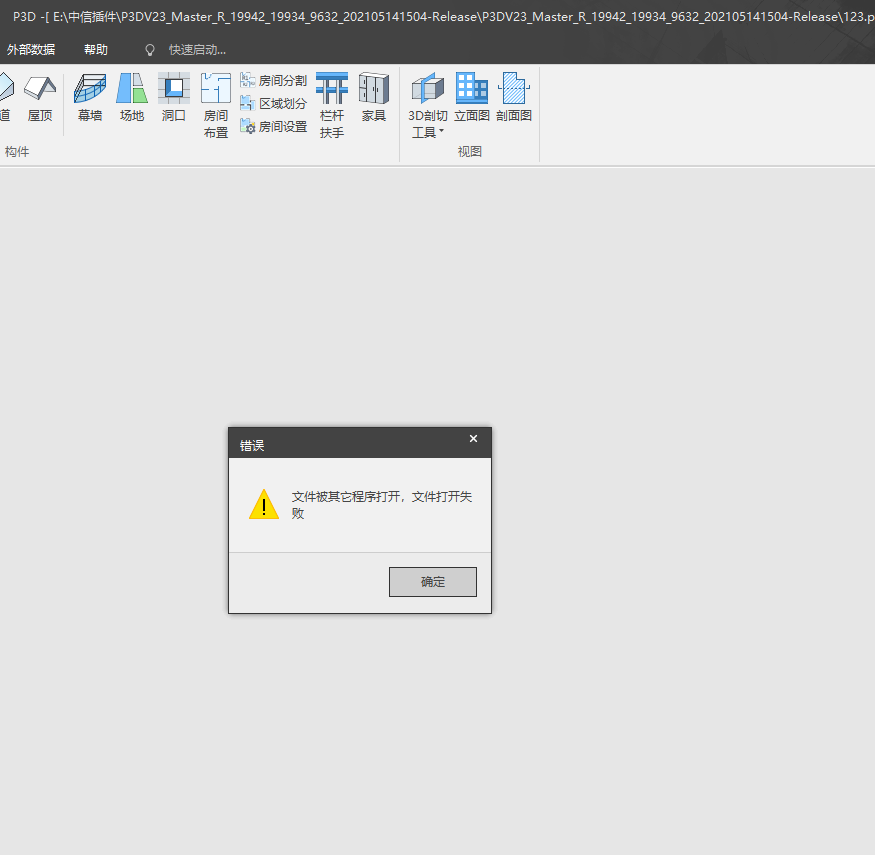 P3D -[ E:\中信插件\P3DV23_Master_R_19942_19934_9632_202105141504-Release\P3DV23_Master_R_19942_19934_9632_202105141504-Release\123.p
外部数据 帮助 快速启动...
道 屋顶 幕墙 场地 洞口 房间布置 房间分割 区域划分 房间设置 栏杆扶手 家具 3D剖切工具 立面图 剖面图
构件 视图
错误
文件被其它程序打开，文件打开失
败
确定